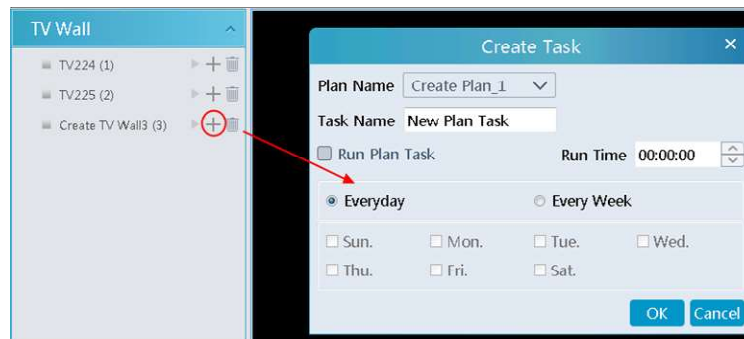 TV Wall
TV224 (1)
TV225 (2)
Create TV Wall3 (3)
Create Task
Plan Name Create Plan_1
Task Name New Plan Task
Run Plan Task Run Time 00:00:00
Everyday Every Week
Sun. Mon. Tue. Wed.
Thu. Fri. Sat.
OK Cancel